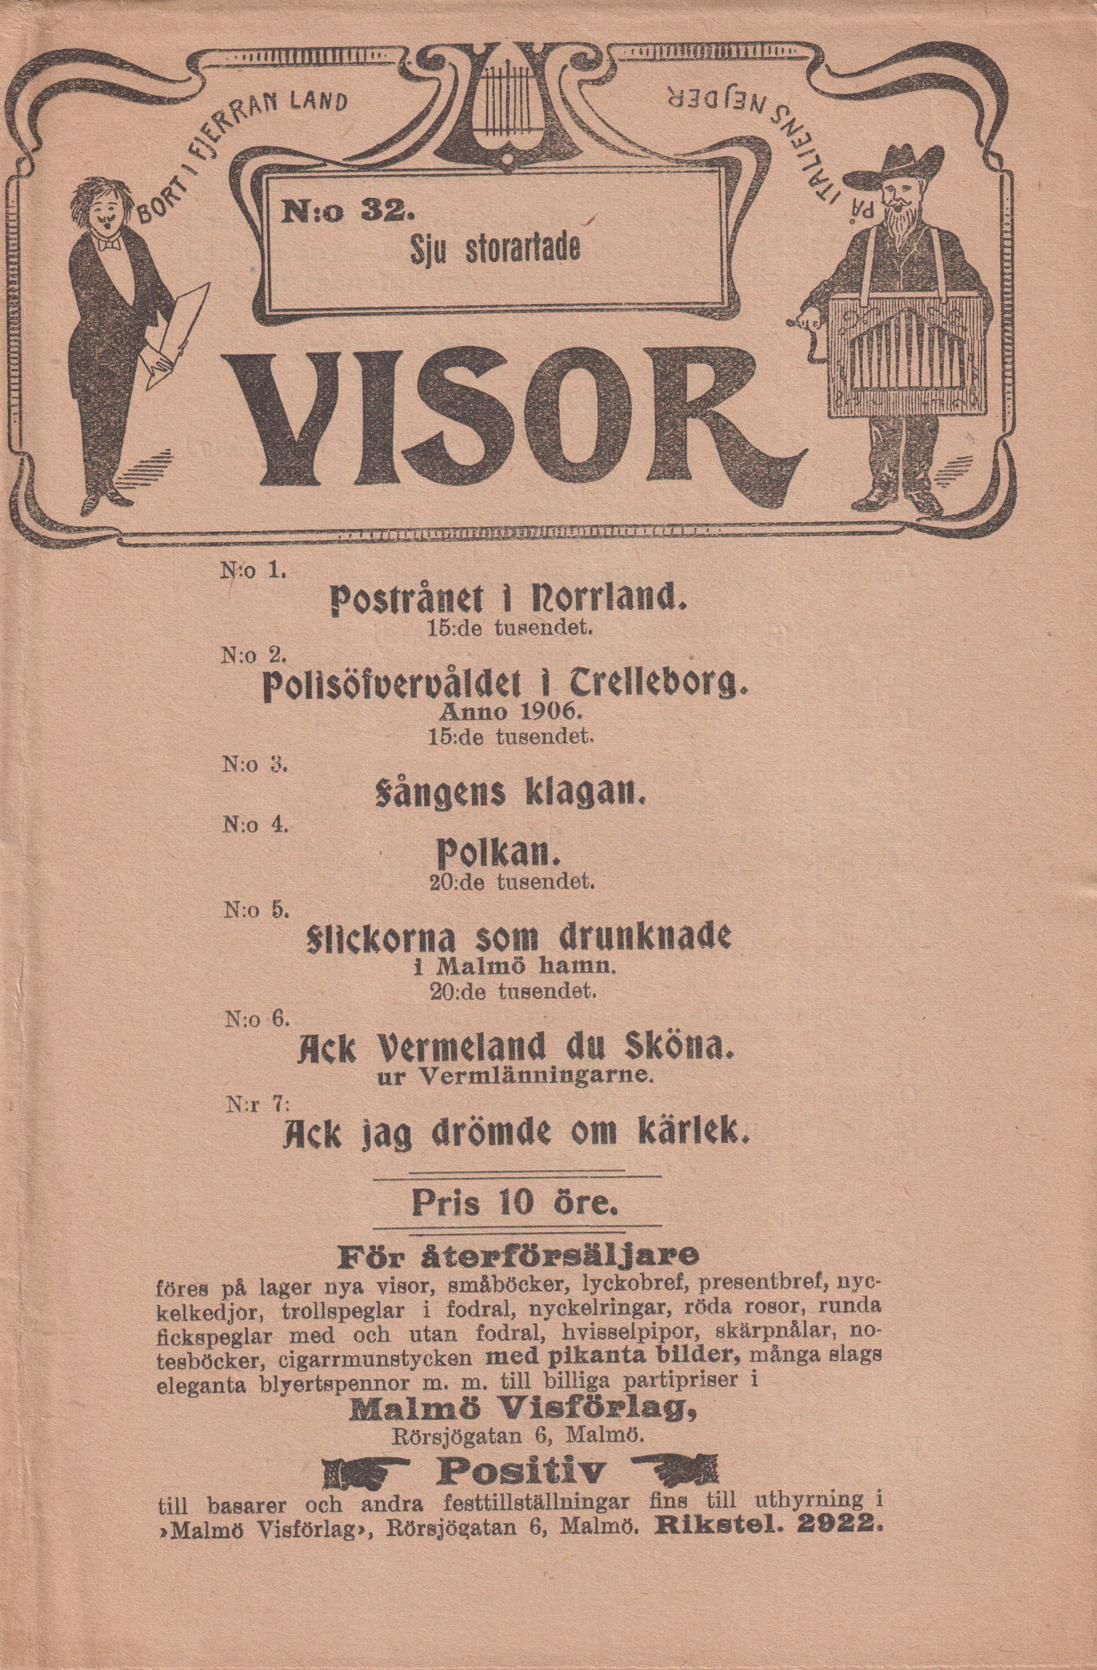 BORT I FJERRAN LAND
PÅ ITALIENS NEJDER
N:o 32.
Sju storartade
VISOR
N:o 1.
Postrånet i Norrland.
15:de tusendet.
N:o 2.
Polisöfvervåldet i Trelleborg.
Anno 1906.
15:de tusendet.
N:o 3.
Fångens klagan.
N:o 4.
Polkan.
20:de tusendet.
N:o 5.
Flickorna som drunknade
i Malmö hamn.
20:de tusendet.
N:o 6.
Ack Vermeland du Sköna.
ur Vermlänningarne.
N:r 7:
Ack jag drömde om kärlek.
Pris 10 öre.
För återförsäljare
föres på lager nya visor, småböcker, lyckobref, presentbref, nyc-
kelkedjor, trollspeglar i fodral, nyckelringar, röda rosor, runda
fickspeglar med och utan fodral, hvisselpipor, skärpnålar, no-
tesböcker, cigarrmunstycken med pikanta bilder, många slags
eleganta blyertspennor m. m. till billiga partipriser i
Malmö Visförlag,
Rörsjögatan 6, Malmö.
Positiv
till basarer och andra festtillställningar fins till uthyrning i
»Malmö Visförlag», Rörsjögatan 6, Malmö. Rikstel. 2922.